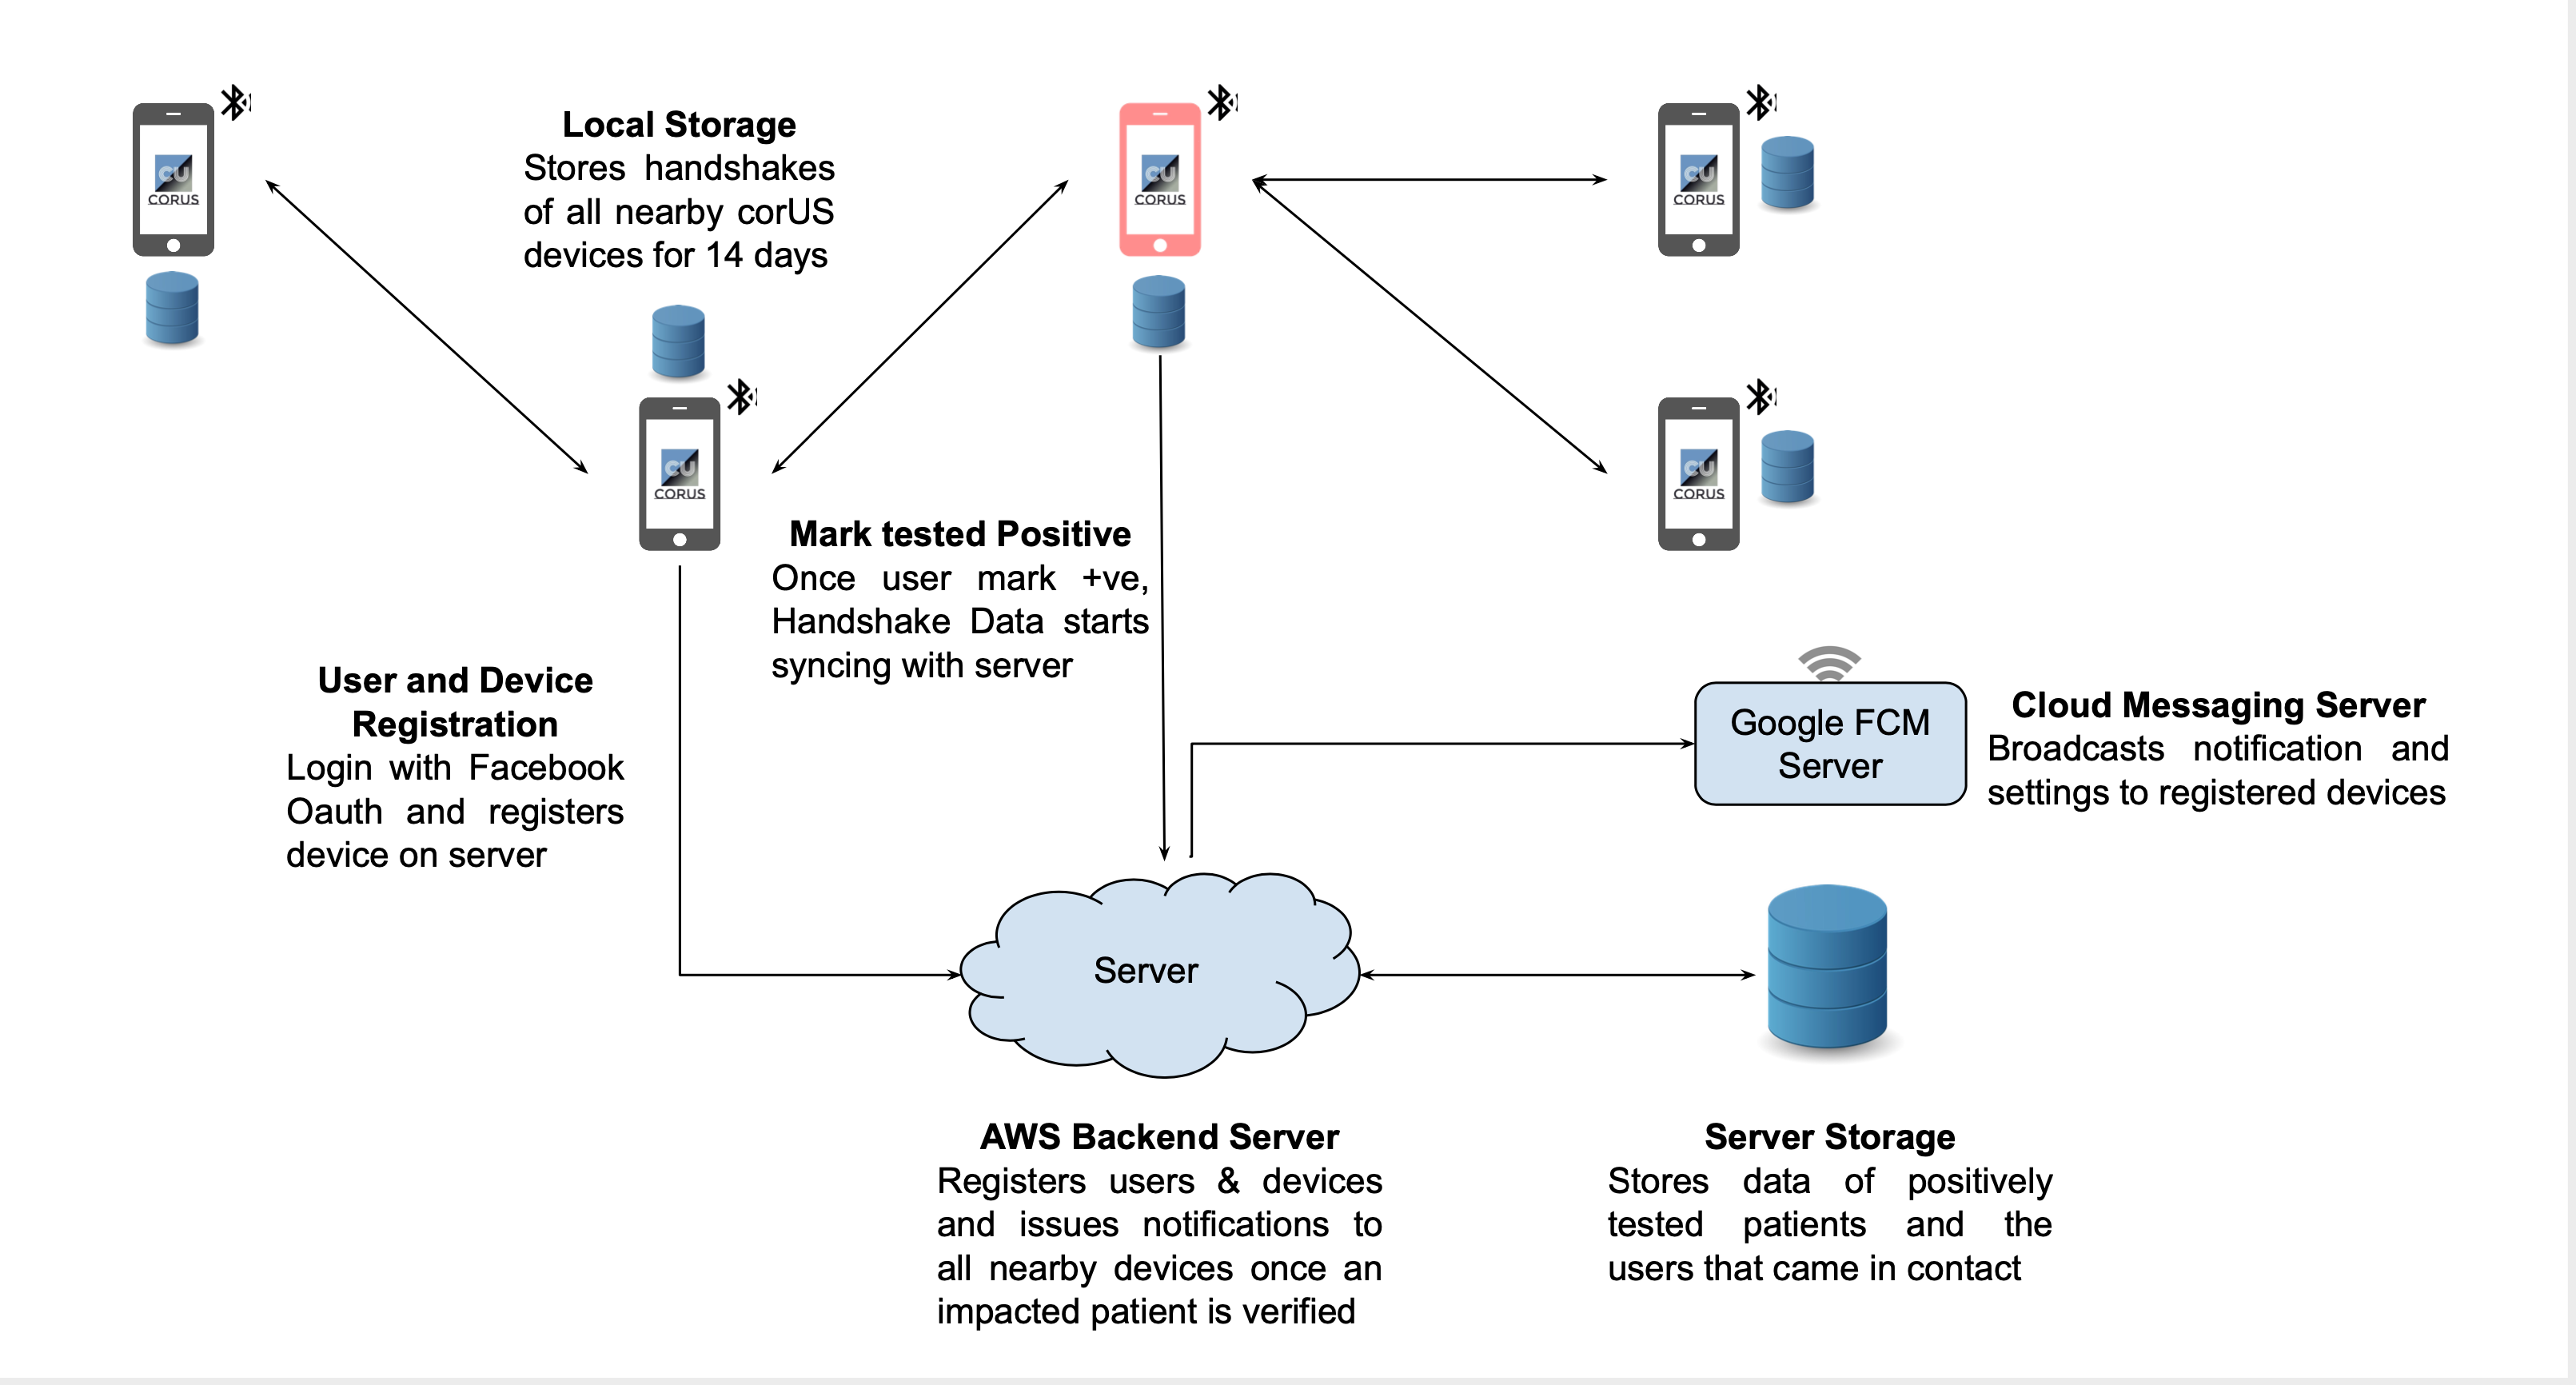 CU
CORUS
Local Storage
Stores handshakes
of all nearby corUS
devices for 14 days
CU
CORUS
CU
CORUS
CU
CORUS
CU
CORUS
Mark tested Positive
Once user mark +ve,
Handshake Data starts
syncing with server
User and Device
Registration
Login with Facebook
Oauth and registers
device on server
Google FCM
Server
Cloud Messaging Server
Broadcasts notification and
settings to registered devices
Server
AWS Backend Server
Registers users & devices
and issues notifications to
all nearby devices once an
impacted patient is verified
Server Storage
Stores data of positively
tested patients and the
users that came in contact